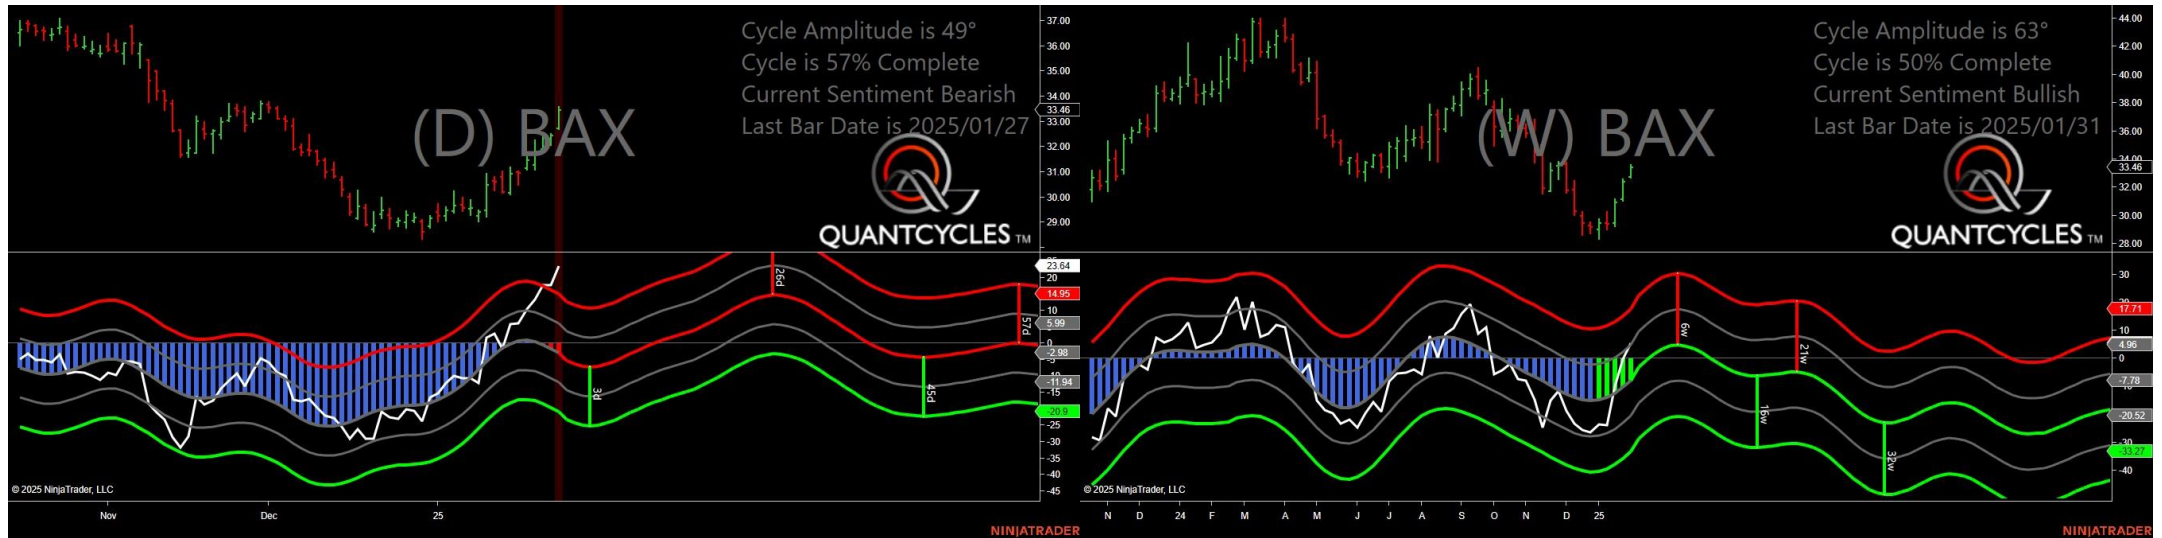 Cycle Amplitude is 49°
Cycle is 57% Complete
Current Sentiment Bearish
Last Bar Date is 2025/01/27
(D) BAX
QUANTCYCLES TM
37.00
36.00
35.00
34.00
33.46
33.00
32.00
31.00
30.00
29.00
23.64
20
14.95
5.99
0
-2.98
-11.94
-15
-20.9
-25
-30
-35
-40
-45
26d
57d
3d
45d
© 2025 NinjaTrader, LLC
Nov
Dec
25
NINJATRADER
Cycle Amplitude is 63°
Cycle is 50% Complete
Current Sentiment Bullish
Last Bar Date is 2025/01/31
(W) BAX
QUANTCYCLES TM
44.00
42.00
40.00
38.00
36.00
34.00
33.46
32.00
30.00
28.00
30
17.71
10
4.96
0
-7.78
-20.52
-30
-33.27
-40
6w
21w
16w
32w
© 2025 NinjaTrader, LLC
N D 24 F M A M J J A S O N D 25
NINJATRADER